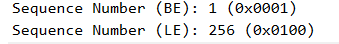 Sequence Number (BE): 1 (0x0001)
Sequence Number (LE): 256 (0x0100)